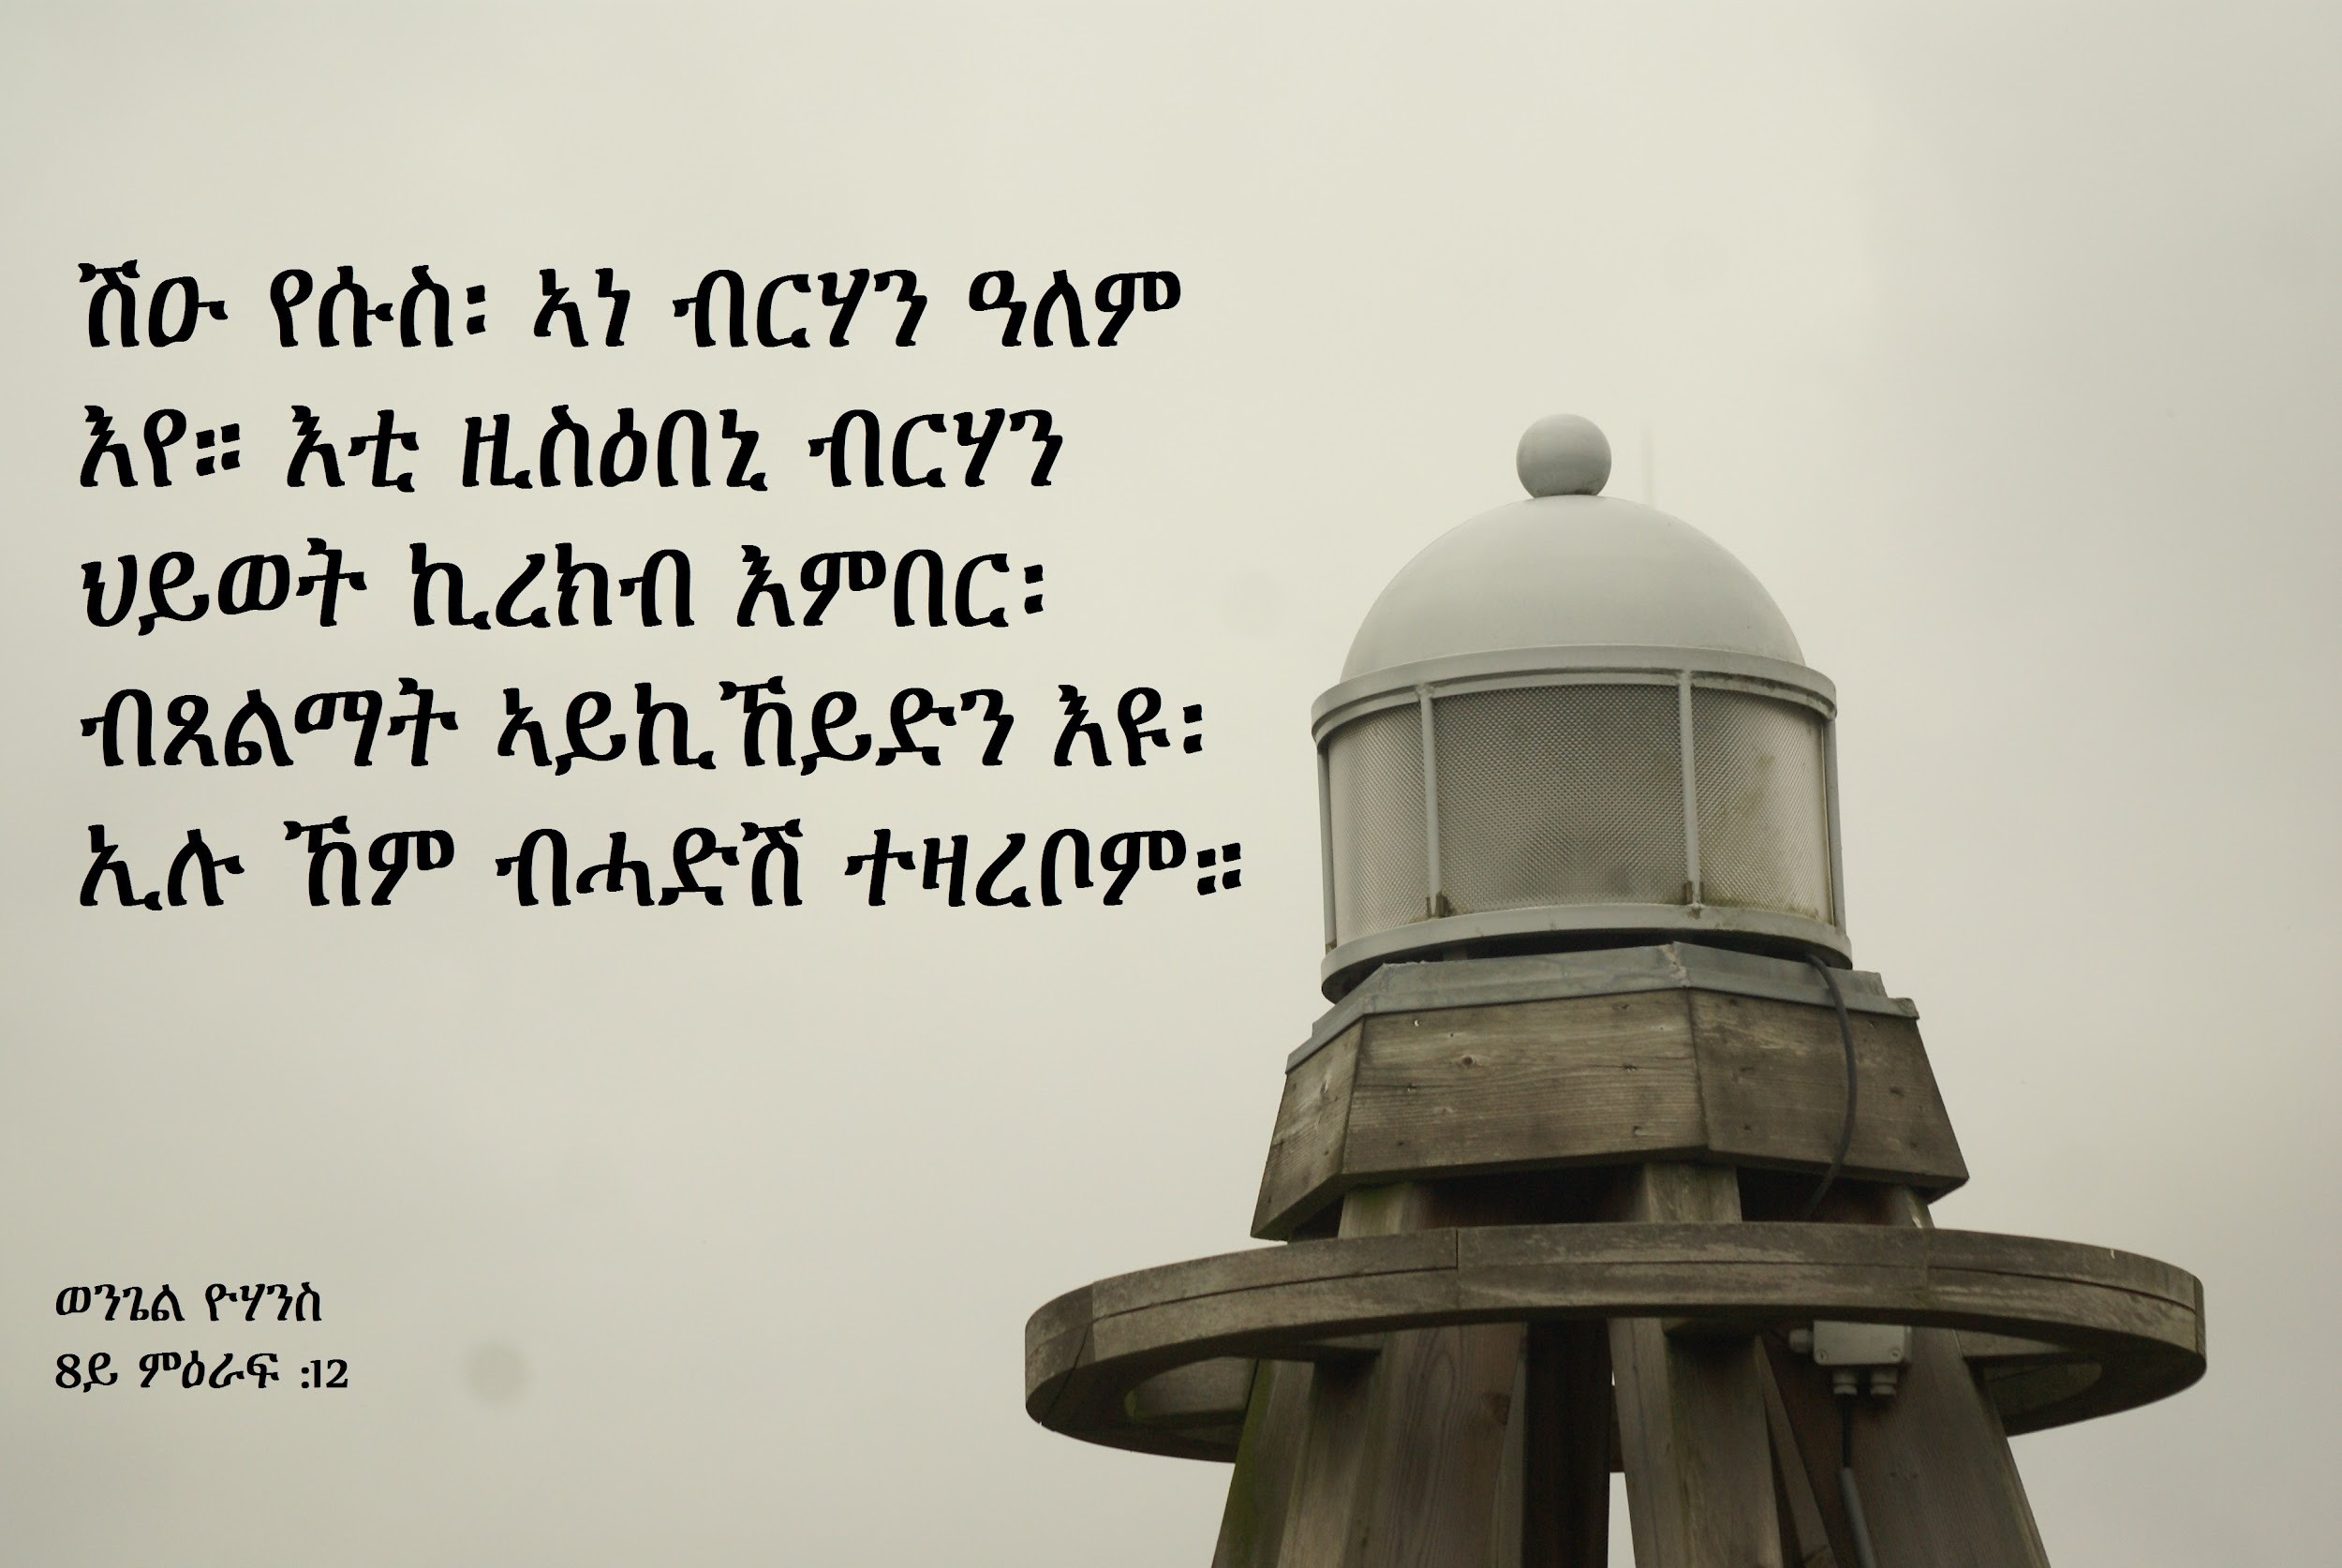 ሽዑ የሱስ፡ ኣነ ብርሃን ዓለም
እየ። እቲ ዚስዕበኒ ብርሃን
ህይወት ኪረክብ እምበር፡
ብጸልማት ኣይኪኸይድን እዩ፡
ኢሉ ኸም ብሓድሽ ተዛረቦም።
ወንጌል ዮሃንስ
8ይ ምዕራፍ :12